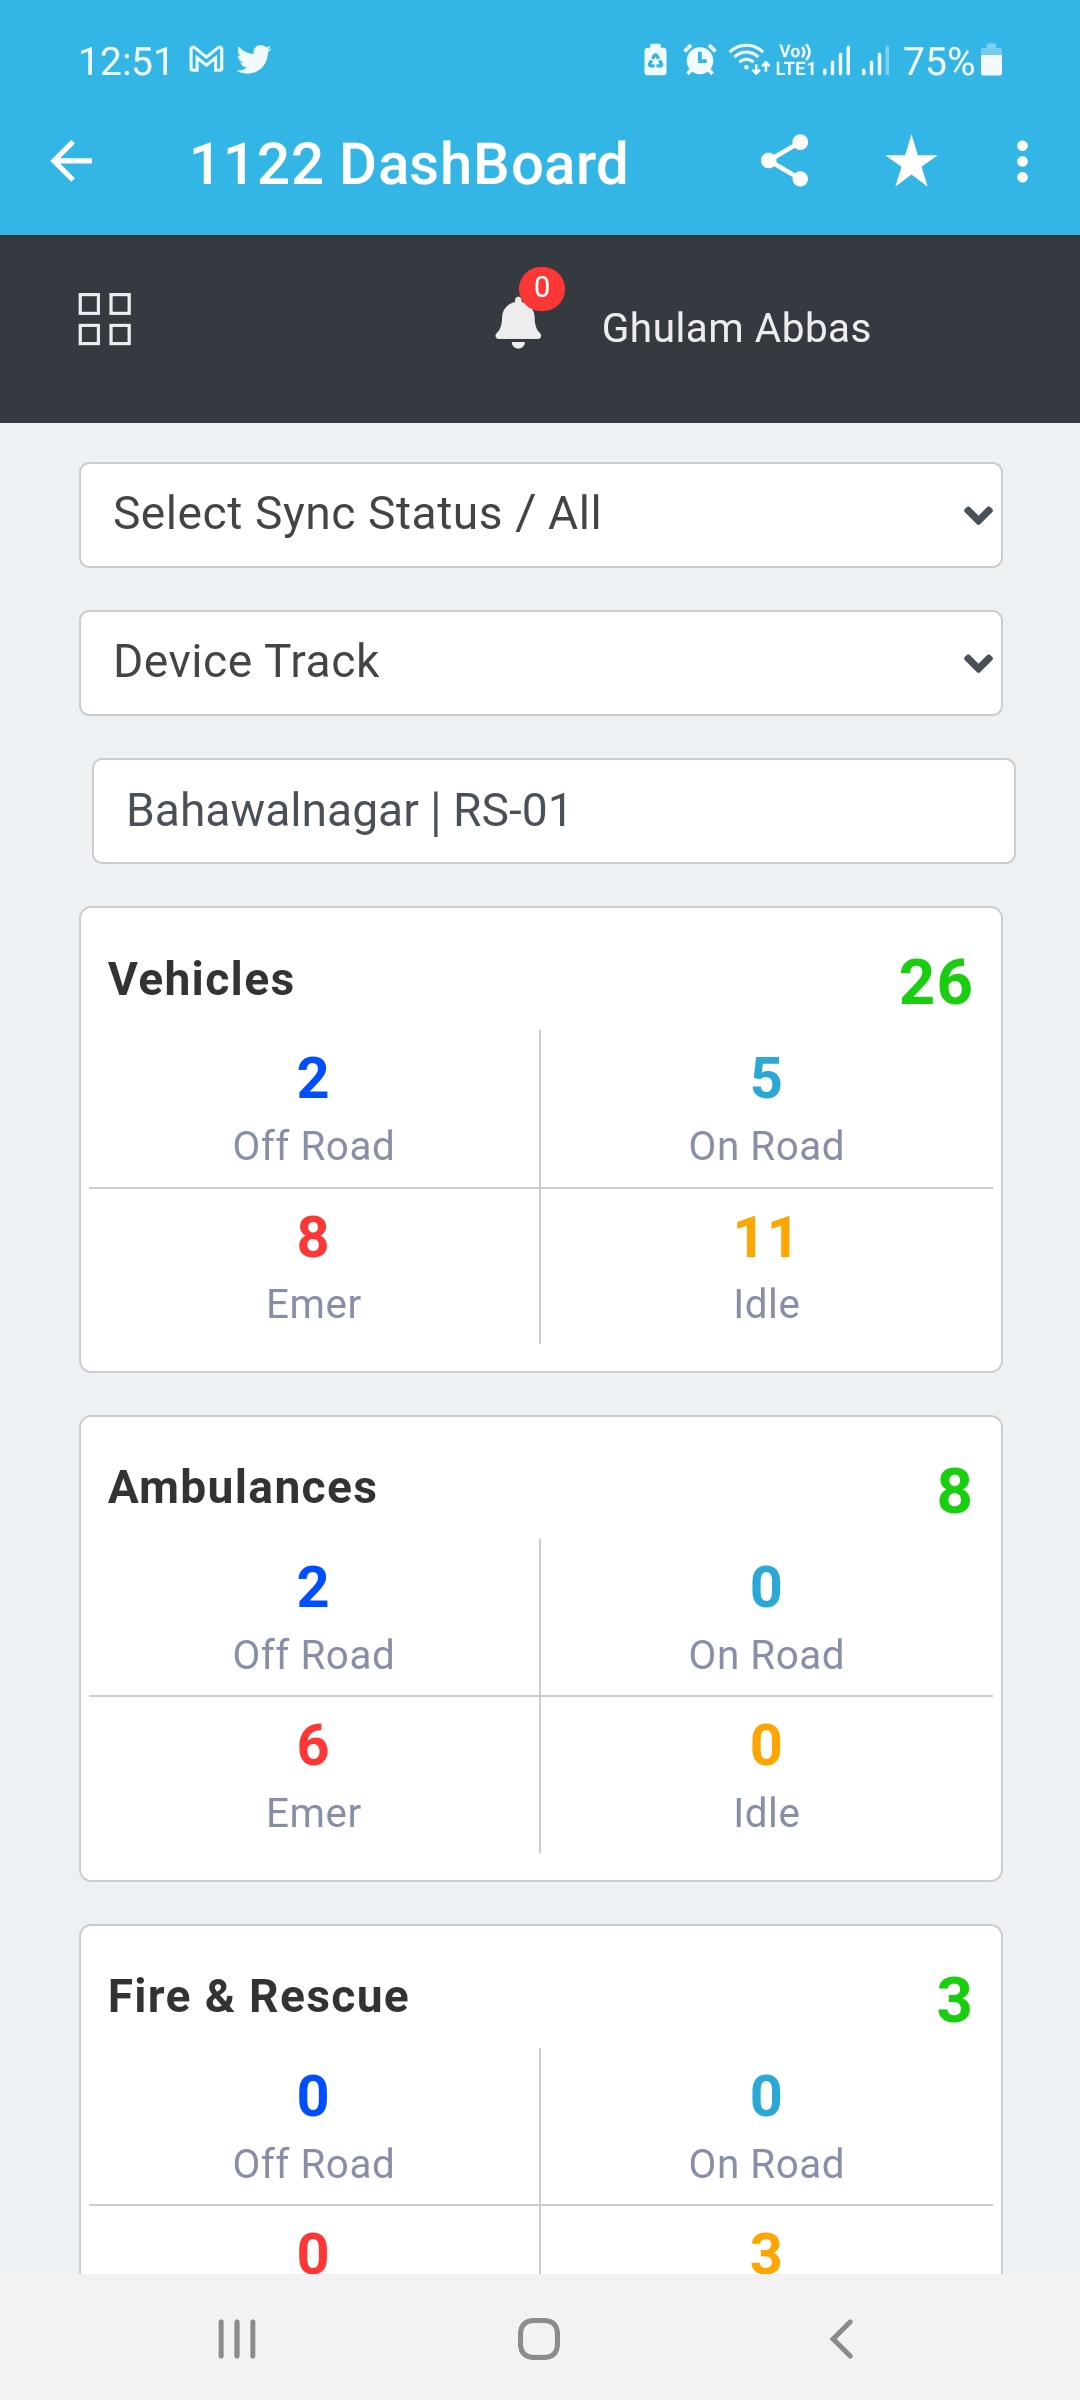 12:51 Vo)) LTE1 75%
1122 DashBoard
0
Ghulam Abbas
Select Sync Status / All
Device Track
Bahawalnagar | RS-01
Vehicles 26
2 5
Off Road On Road
8 11
Emer Idle
Ambulances 8
2 0
Off Road On Road
6 0
Emer Idle
Fire & Rescue 3
0 0
Off Road On Road
0 3